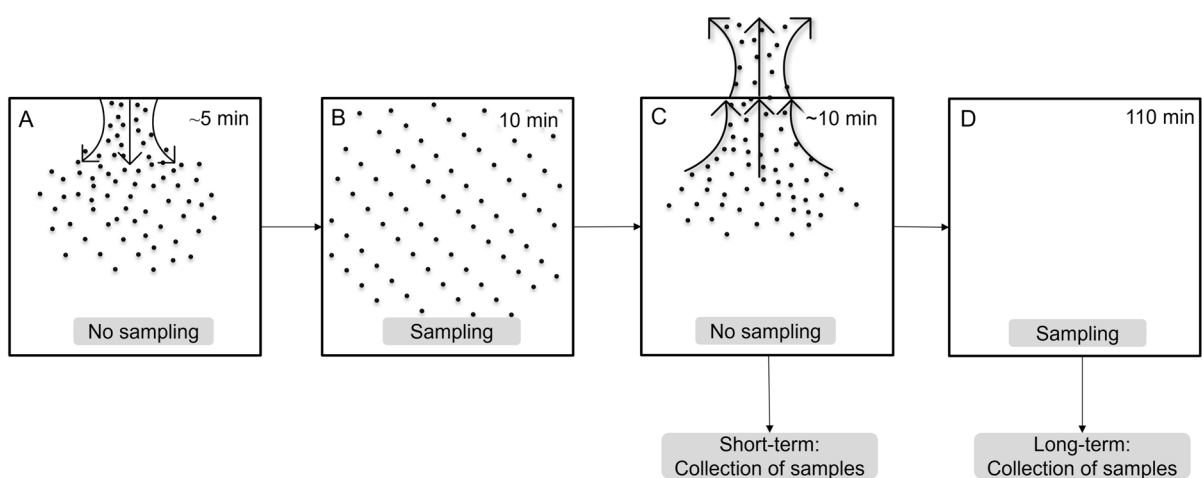 A
~5 min
No sampling
B
10 min
Sampling
C
~10 min
No sampling
D
110 min
Sampling
Short-term:
Collection of samples
Long-term:
Collection of samples